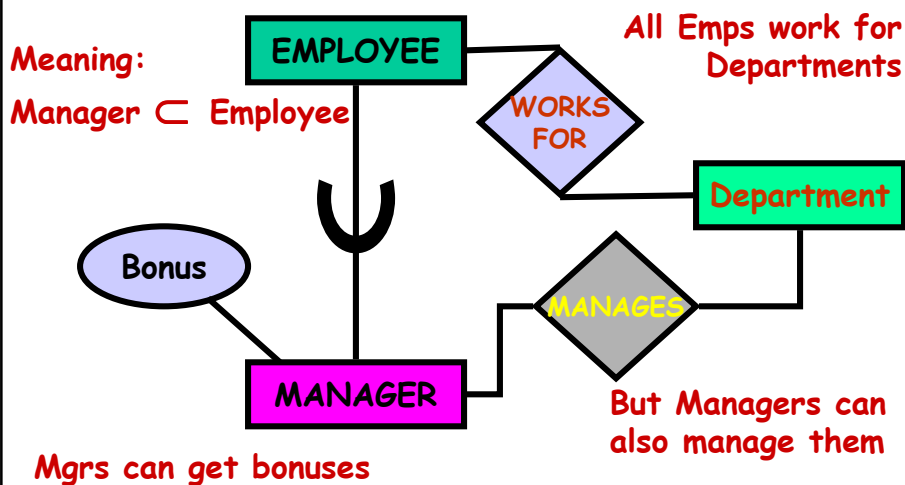 EMPLOYEE
All Emps work for
Departments
Meaning:
Manager ⊂ Employee
WORKS
FOR
Department
Bonus
MANAGES
MANAGER
But Managers can
also manage them
Mgrs can get bonuses